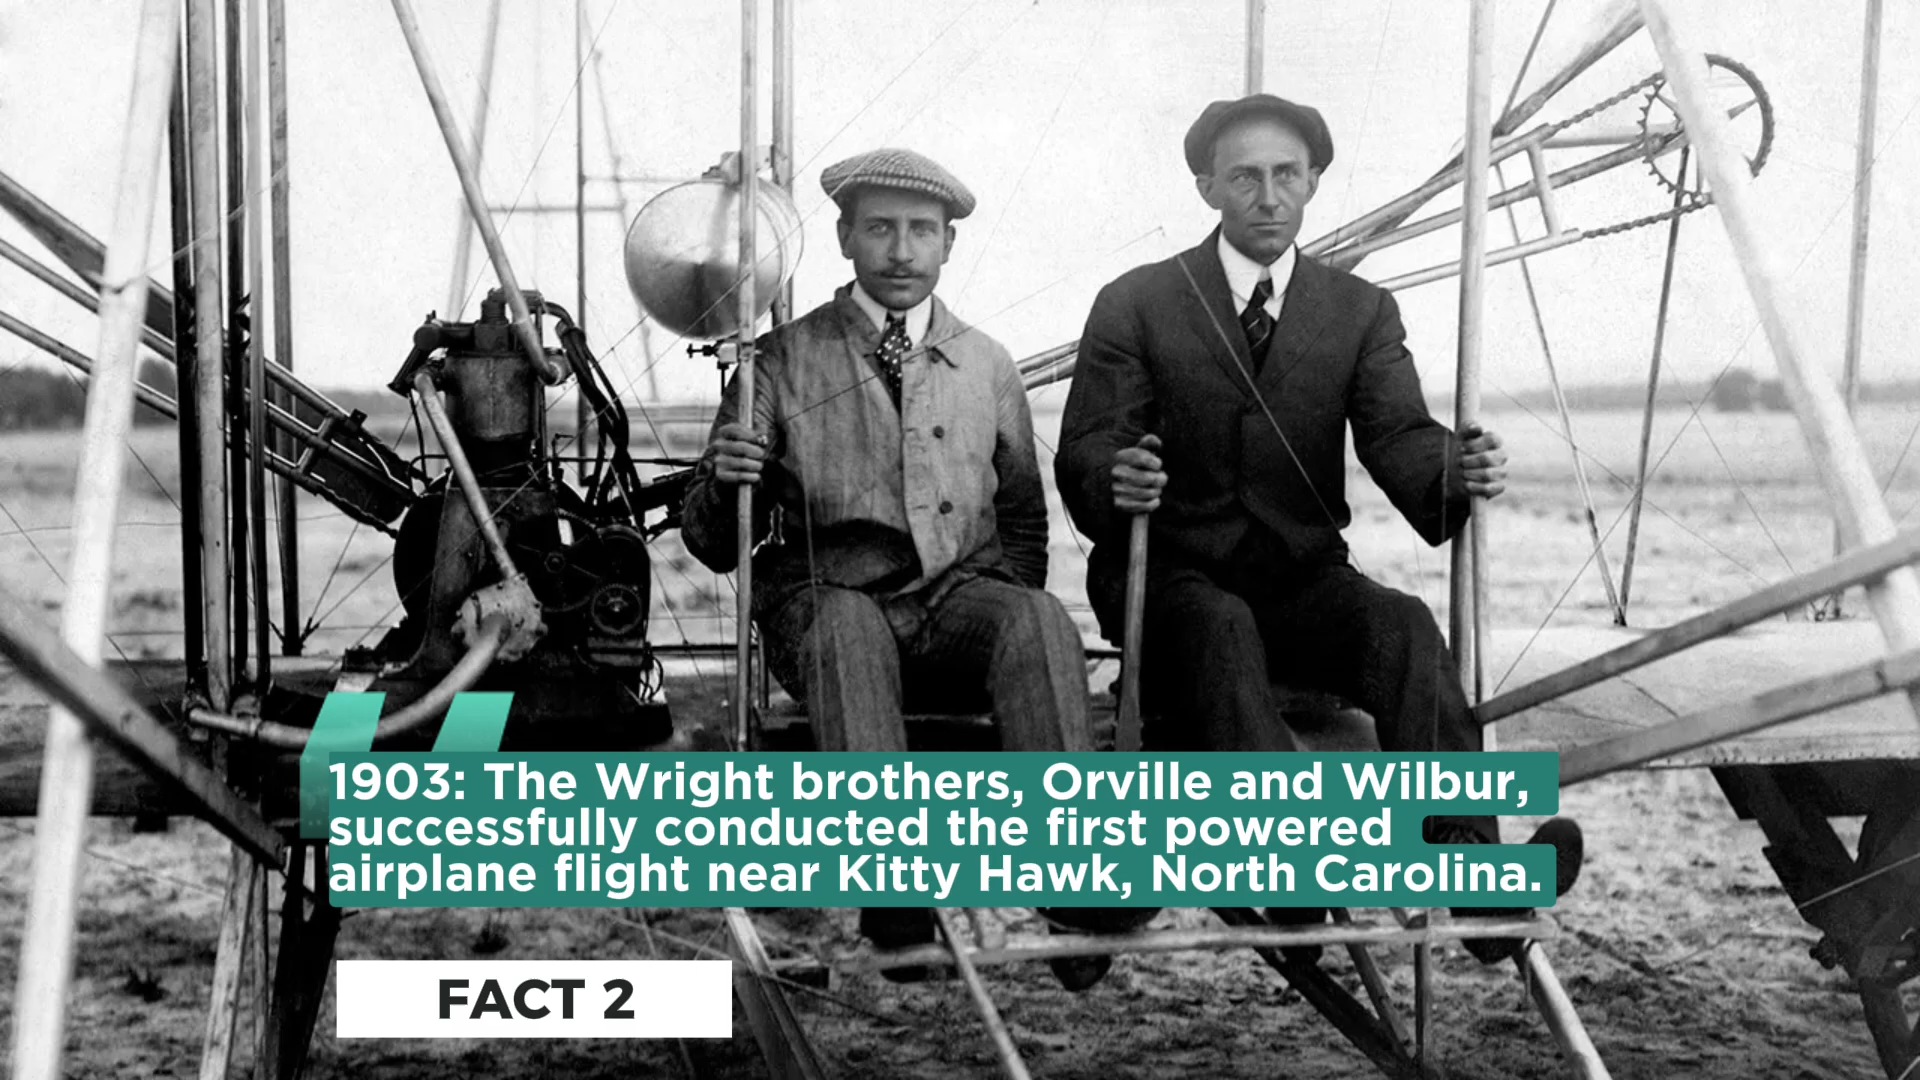 1903: The Wright brothers, Orville and Wilbur,
successfully conducted the first powered
airplane flight near Kitty Hawk, North Carolina.
FACT 2